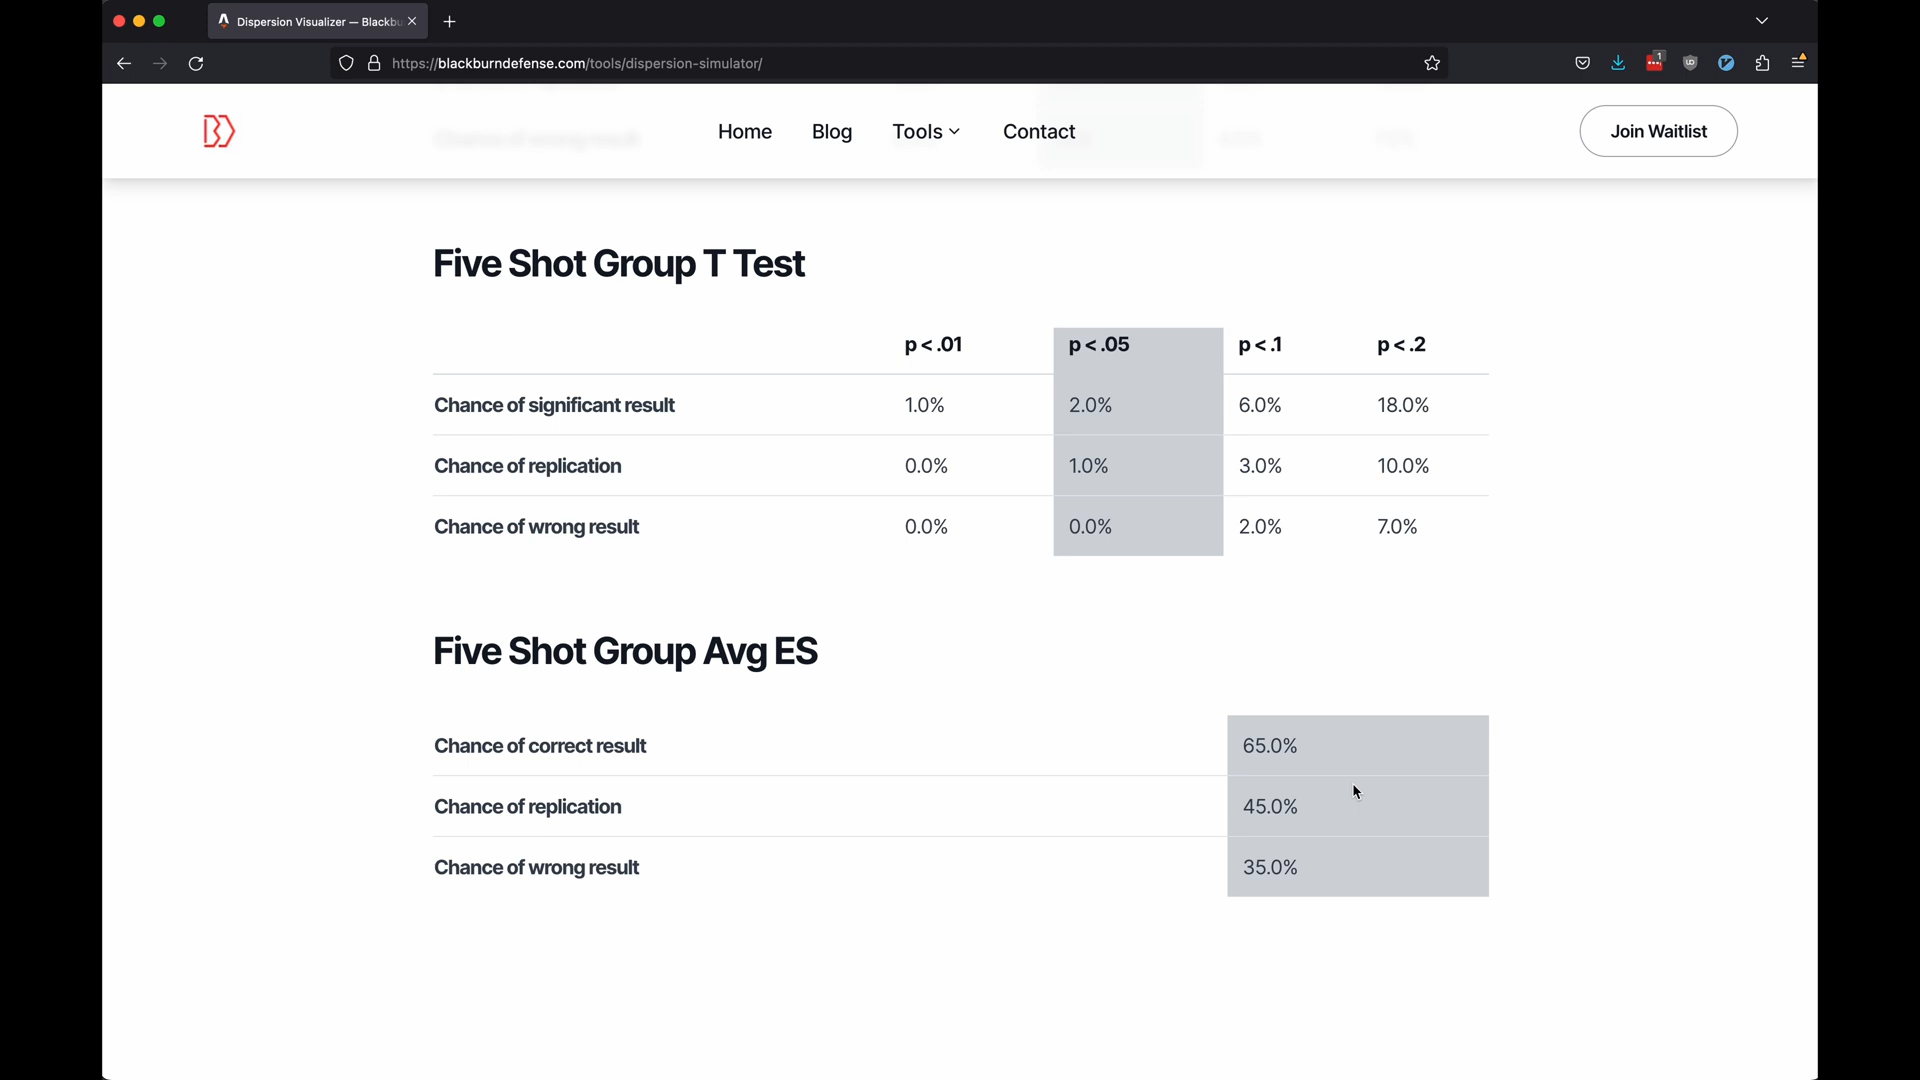 Dispersion Visualizer — Blackbu
https://blackburndefense.com/tools/dispersion-simulator/
1
Home Blog Tools Contact
Join Waitlist
Five Shot Group T Test
p < .01 p < .05 p < .1 p < .2
Chance of significant result 1.0% 2.0% 6.0% 18.0%
Chance of replication 0.0% 1.0% 3.0% 10.0%
Chance of wrong result 0.0% 0.0% 2.0% 7.0%
Five Shot Group Avg ES
Chance of correct result 65.0%
Chance of replication 45.0%
Chance of wrong result 35.0%